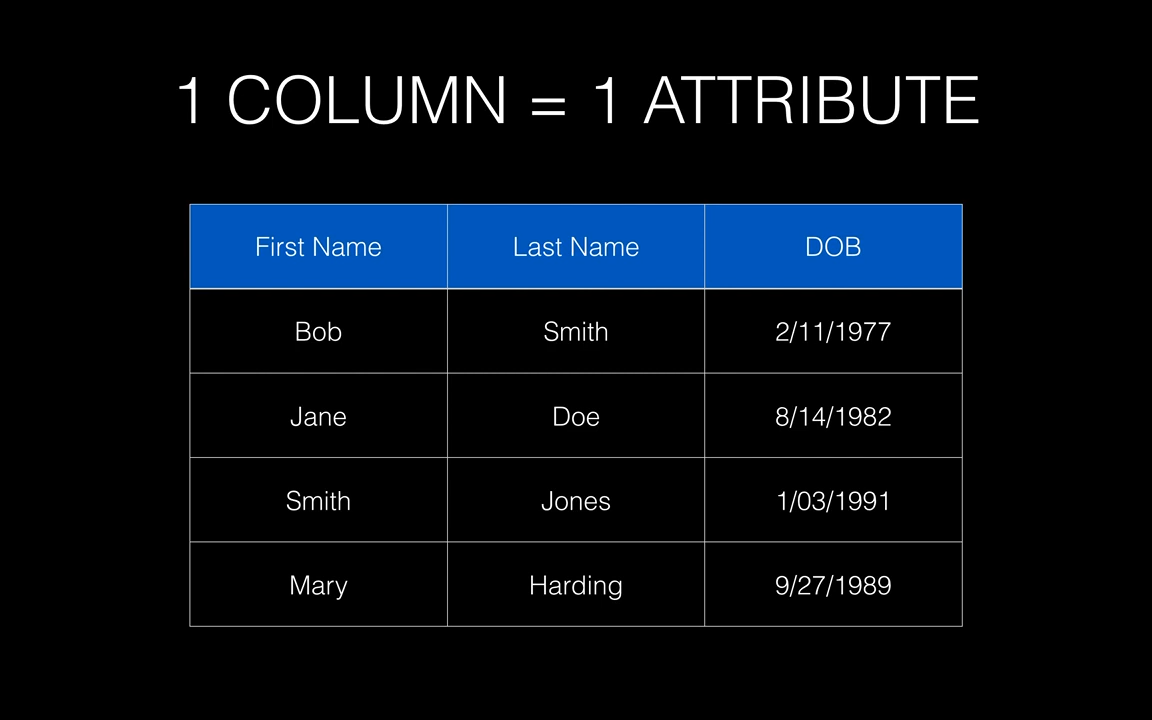 1 COLUMN = 1 ATTRIBUTE
First Name Last Name DOB
Bob Smith 2/11/1977
Jane Doe 8/14/1982
Smith Jones 1/03/1991
Mary Harding 9/27/1989